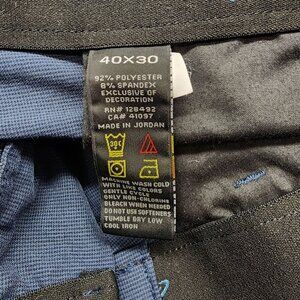 40X30
92% POLYESTER
8% SPANDEX
EXCLUSIVE OF
DECORATION
RN# 128492
CA# 41097
MADE IN JORDAN
30C
MACHINE WASH COLD
WITH LIKE COLORS
GENTLE CYCLE
ONLY NON-CHLORINE
BLEACH WHEN NEEDED
DO NOT USE SOFTENERS
TUMBLE DRY LOW
COOL IRON